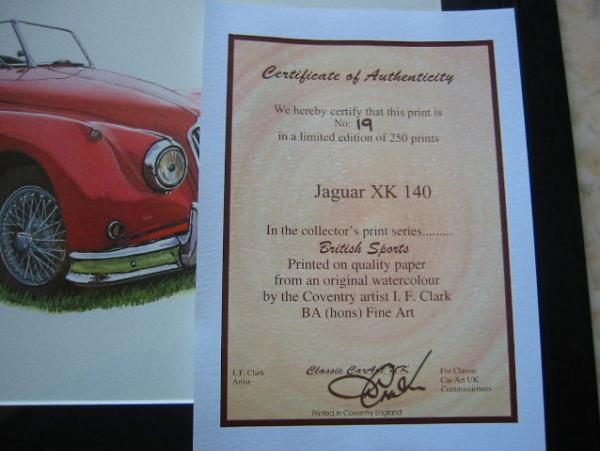 Certificate of Authenticity
We hereby certify that this print is
No: 19
in a limited edition of 250 prints
Jaguar XK 140
In the collector's print series.........
British Sports
Printed on quality paper
from an original watercolour
by the Coventry artist I. F. Clark
BA (hons) Fine Art
I. F. Clark
Artist
Classic CarArt UK
For Classic
Car Art UK
Commissioners
Printed in Coventry England